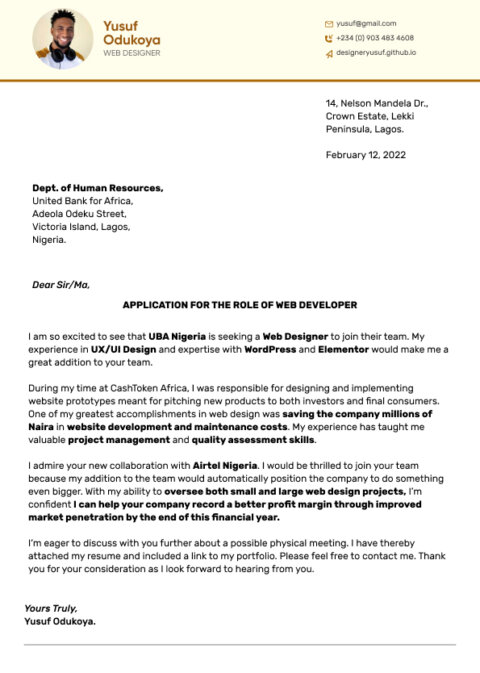 Yusuf
Odukoya
WEB DESIGNER
yusuf@gmail.com
+234 (0) 903 483 4608
designeryusuf.github.io
14, Nelson Mandela Dr.,
Crown Estate, Lekki
Peninsula, Lagos.
February 12, 2022
Dept. of Human Resources,
United Bank for Africa,
Adeola Odeku Street,
Victoria Island, Lagos,
Nigeria.
Dear Sir/Ma,
APPLICATION FOR THE ROLE OF WEB DEVELOPER
I am so excited to see that UBA Nigeria is seeking a Web Designer to join their team. My
experience in UX/UI Design and expertise with WordPress and Elementor would make me a
great addition to your team.
During my time at CashToken Africa, I was responsible for designing and implementing
website prototypes meant for pitching new products to both investors and final consumers.
One of my greatest accomplishments in web design was saving the company millions of
Naira in website development and maintenance costs. My experience has taught me
valuable project management and quality assessment skills.
I admire your new collaboration with Airtel Nigeria. I would be thrilled to join your team
because my addition to the team would automatically position the company to do something
even bigger. With my ability to oversee both small and large web design projects, I'm
confident I can help your company record a better profit margin through improved
market penetration by the end of this financial year.
I'm eager to discuss with you further about a possible physical meeting. I have thereby
attached my resume and included a link to my portfolio. Please feel free to contact me. Thank
you for your consideration as I look forward to hearing from you.
Yours Truly,
Yusuf Odukoya.